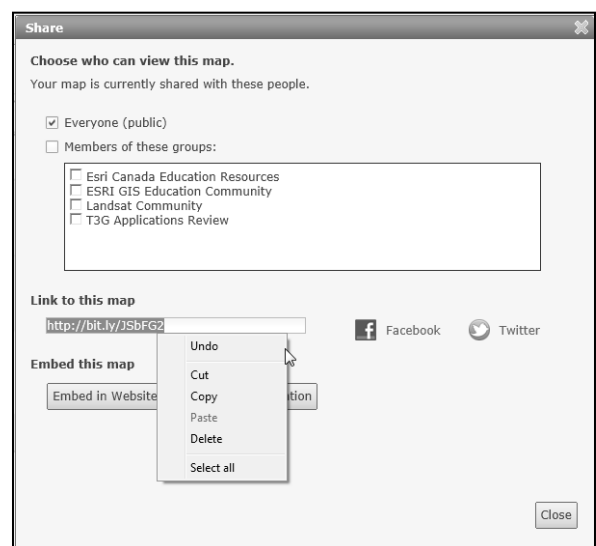 Share
Choose who can view this map.
Your map is currently shared with these people.
Everyone (public)
Members of these groups:
Esri Canada Education Resources
ESRI GIS Education Community
Landsat Community
T3G Applications Review
Link to this map
http://bit.ly/JSbFG2
Facebook
Twitter
Undo
Embed this map
Cut
Embed in Website
Copy
Paste
Delete
Select all
Close